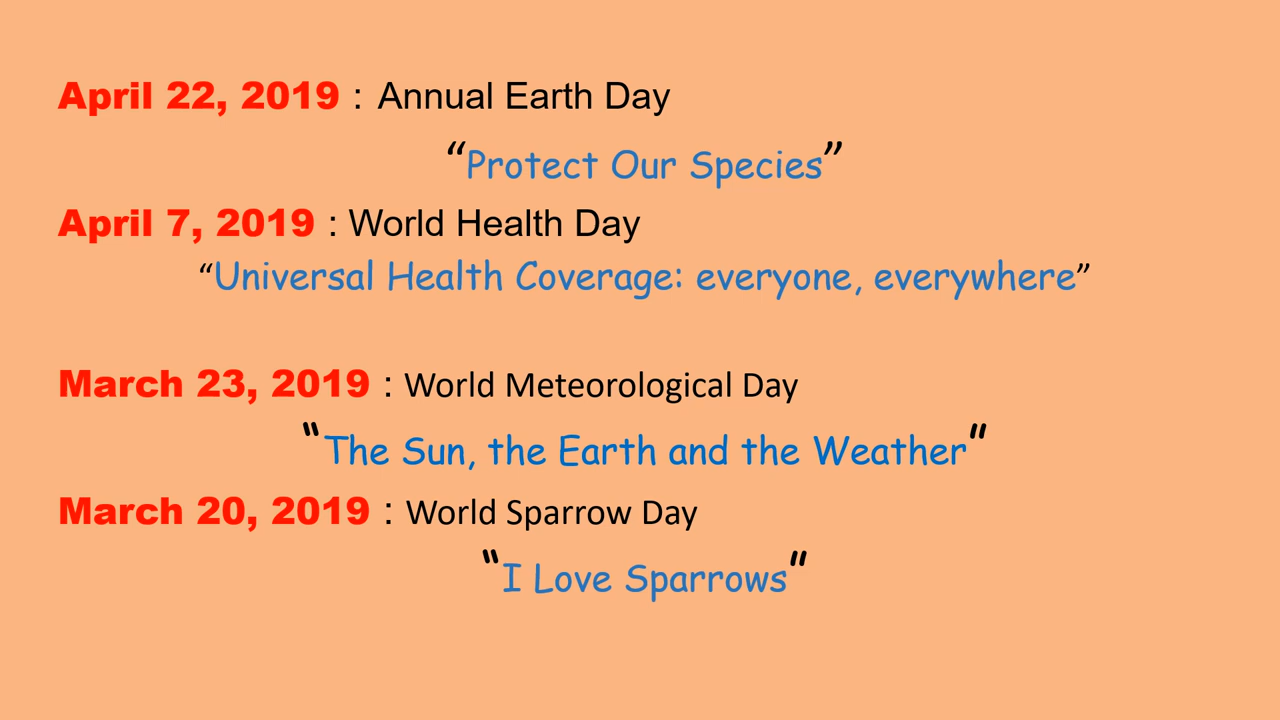 April 22, 2019 : Annual Earth Day
“Protect Our Species”
April 7, 2019 : World Health Day
“Universal Health Coverage: everyone, everywhere”
March 23, 2019 : World Meteorological Day
“The Sun, the Earth and the Weather”
March 20, 2019 : World Sparrow Day
“I Love Sparrows”